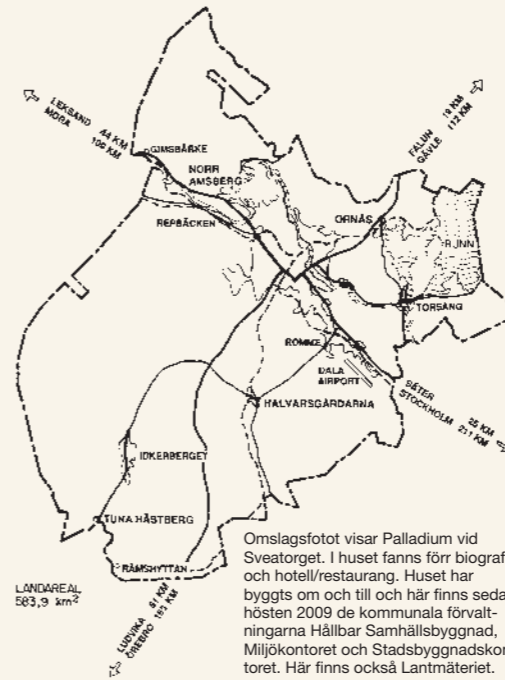 LEKSAND 44 KM
MORA 100 KM
FALUN 19 KM
GÄVLE 112 KM
GIMSBÄRKE
NORR
AMSBERG
REPBÄCKEN
ORNÄS
RUNN
TORSÅNG
ROMME
DALA
AIRPORT
SÄTER 25 KM
STOCKHOLM 211 KM
HALVARSGÅRDARNA
IDKERBERGET
TUNA HÄSTBERG
RÄMSHYTTAN
LANDAREAL
583,9 km²
LUDVIKA
ÖREBRO
Omslagsfotot visar Palladium vid
Sveatorget. I huset fanns förr biograf
och hotell/restaurang. Huset har
byggts om och till och här finns seda
hösten 2009 de kommunala förvalt-
ningarna Hållbar Samhällsbyggnad,
Miljökontoret och Stadsbyggnadskon
toret. Här finns också Lantmäteriet.